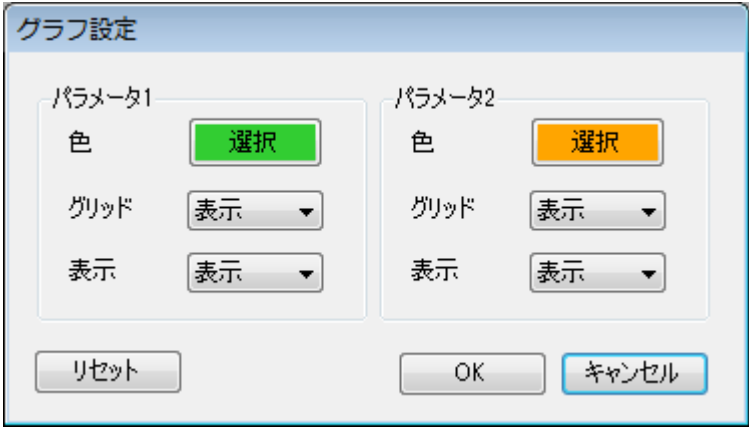 グラフ設定
パラメータ1
色 選択
グリッド 表示
表示 表示
パラメータ2
色 選択
グリッド 表示
表示 表示
リセット OK キャンセル